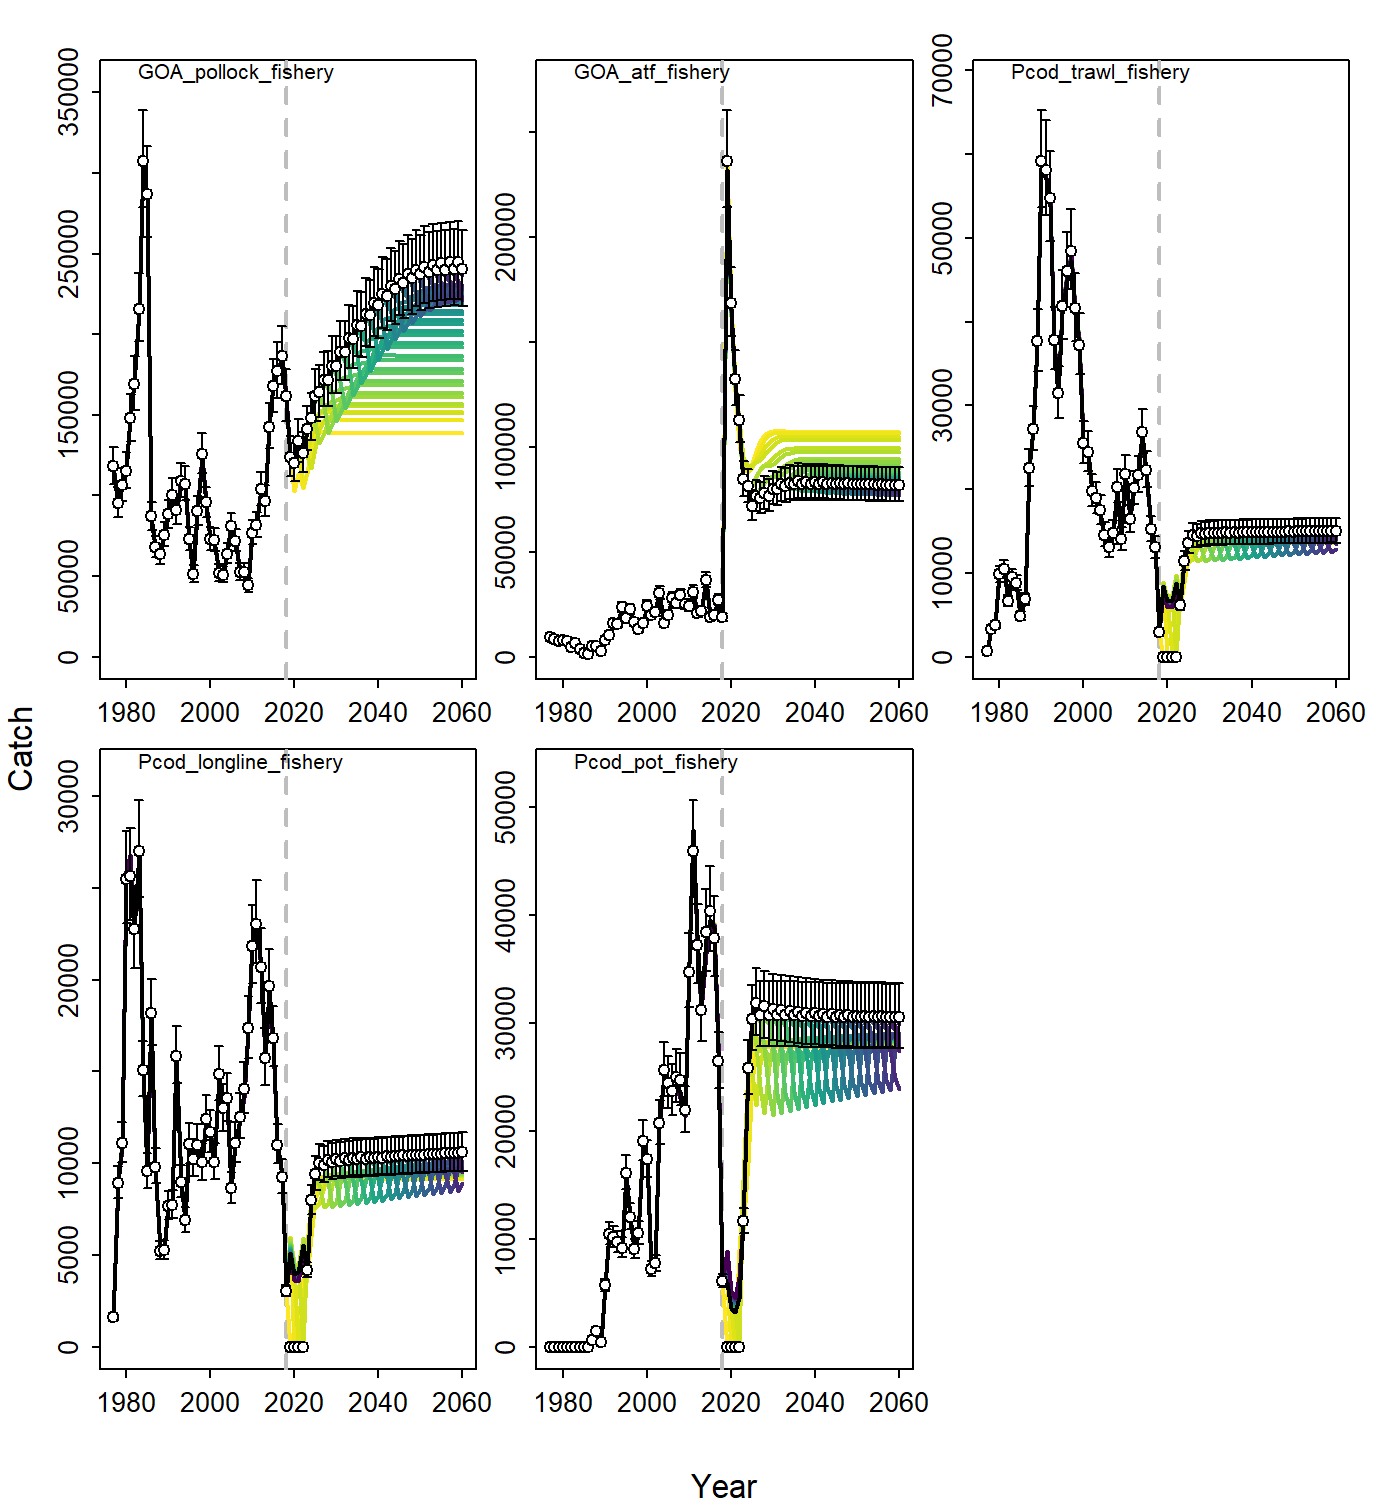 GOA_pollock_fishery
0
50000
150000
250000
350000
1980 2000 2020 2040 2060
GOA_atf_fishery
0
50000
100000
200000
1980 2000 2020 2040 2060
Pcod_trawl_fishery
0
10000
30000
50000
70000
1980 2000 2020 2040 2060
Catch
Pcod_longline_fishery
0
5000
10000
20000
30000
1980 2000 2020 2040 2060
Pcod_pot_fishery
0
10000
20000
30000
40000
50000
1980 2000 2020 2040 2060
Year